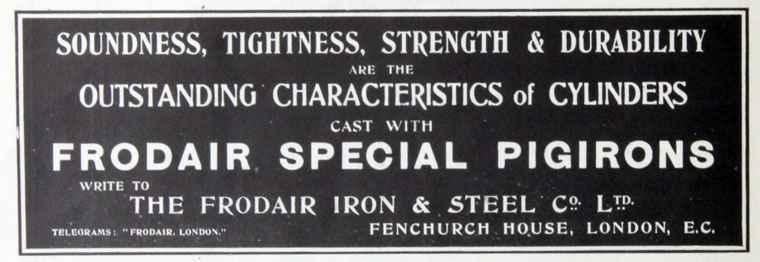 SOUNDNESS, TIGHTNESS, STRENGTH & DURABILITY
ARE THE
OUTSTANDING CHARACTERISTICS of CYLINDERS
CAST WITH
FRODAIR SPECIAL PIGIRONS
WRITE TO
THE FRODAIR IRON & STEEL Co. LTD.
TELEGRAMS: "FRODAIR. LONDON." FENCHURCH HOUSE, LONDON, E.C.